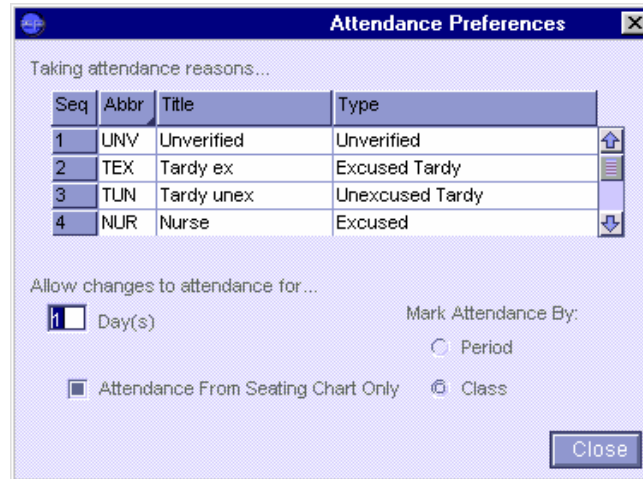 Attendance Preferences
Taking attendance reasons...
Seq Abbr Title Type
1 UNV Unverified Unverified
2 TEX Tardy ex Excused Tardy
3 TUN Tardy unex Unexcused Tardy
4 NUR Nurse Excused
Allow changes to attendance for...
1 Day(s)
Mark Attendance By:
Period
Attendance From Seating Chart Only
Class
Close